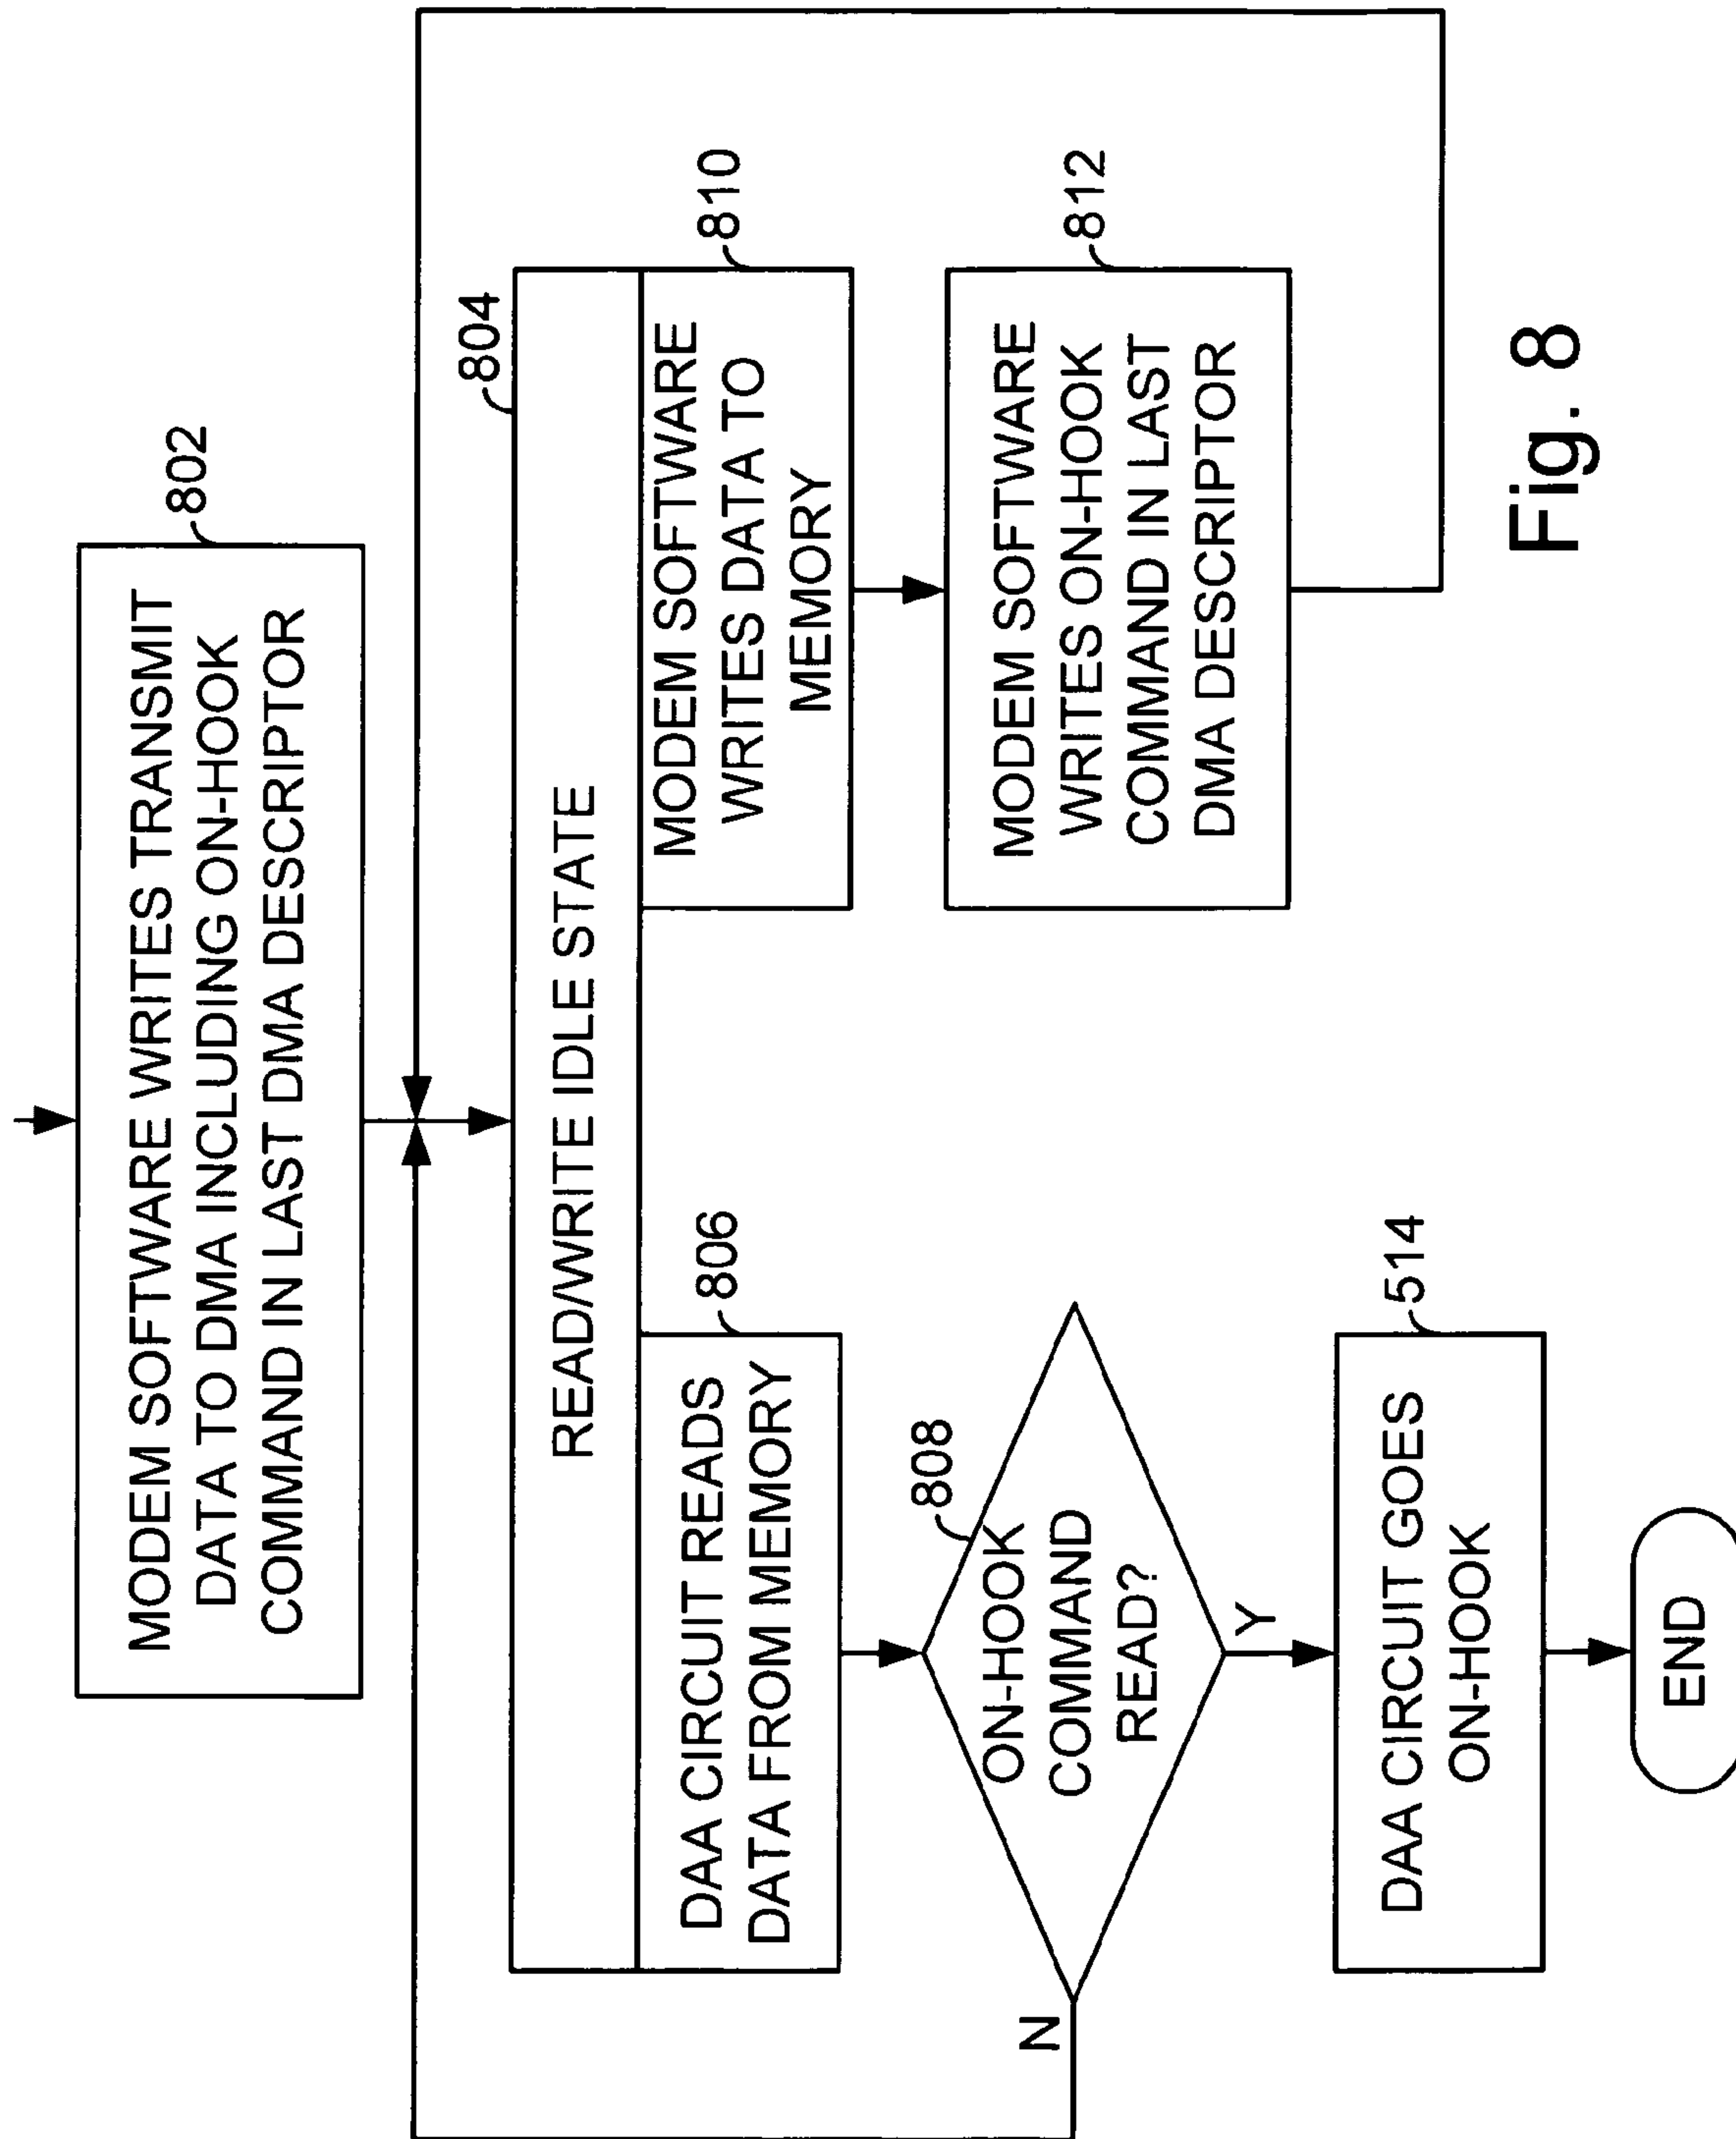 802
MODEM SOFTWARE WRITES TRANSMIT
DATA TO DMA INCLUDING ON-HOOK
COMMAND IN LAST DMA DESCRIPTOR
804
READ/WRITE IDLE STATE
806
DAA CIRCUIT READS
DATA FROM MEMORY
808
ON-HOOK
COMMAND
READ?
N
Y
514
DAA CIRCUIT GOES
ON-HOOK
END
810
MODEM SOFTWARE
WRITES DATA TO
MEMORY
812
MODEM SOFTWARE
WRITES ON-HOOK
COMMAND IN LAST
DMA DESCRIPTOR
Fig. 8